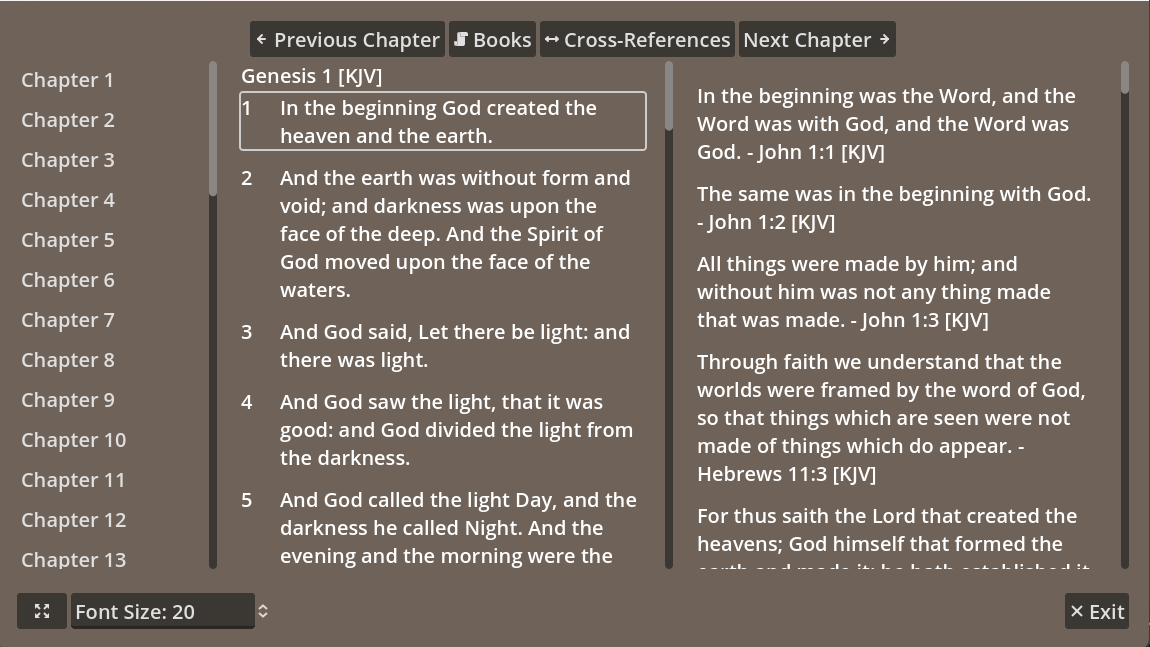 Previous Chapter
Books
Cross-References
Next Chapter
Chapter 1
Chapter 2
Chapter 3
Chapter 4
Chapter 5
Chapter 6
Chapter 7
Chapter 8
Chapter 9
Chapter 10
Chapter 11
Chapter 12
Chapter 13
Genesis 1 [KJV]
1 In the beginning God created the
heaven and the earth.
2 And the earth was without form and
void; and darkness was upon the
face of the deep. And the Spirit of
God moved upon the face of the
waters.
3 And God said, Let there be light: and
there was light.
4 And God saw the light, that it was
good: and God divided the light from
the darkness.
5 And God called the light Day, and the
darkness he called Night. And the
evening and the morning were the
In the beginning was the Word, and the
Word was with God, and the Word was
God. - John 1:1 [KJV]
The same was in the beginning with God.
- John 1:2 [KJV]
All things were made by him; and
without him was not any thing made
that was made. - John 1:3 [KJV]
Through faith we understand that the
worlds were framed by the word of God,
so that things which are seen were not
made of things which do appear. -
Hebrews 11:3 [KJV]
For thus saith the Lord that created the
heavens; God himself that formed the
earth and made it; he hath established it,
Font Size: 20
Exit